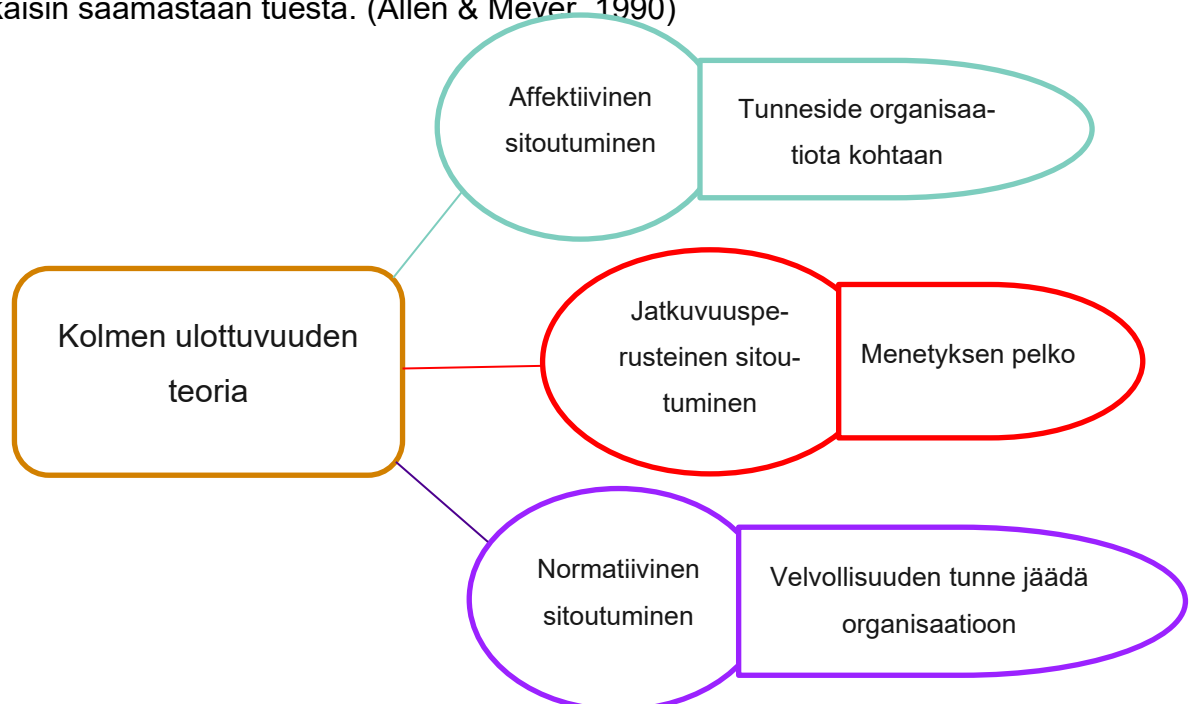 kaisin saamastaan tuesta. (Allen & Meyer, 1990)
Affektiivinen
sitoutuminen
Tunneside organisaa-
tiota kohtaan
Kolmen ulottuvuuden
teoria
Jatkuvuuspe-
rusteinen sitou-
tuminen
Menetyksen pelko
Normatiivinen
sitoutuminen
Velvollisuuden tunne jäädä
organisaatioon